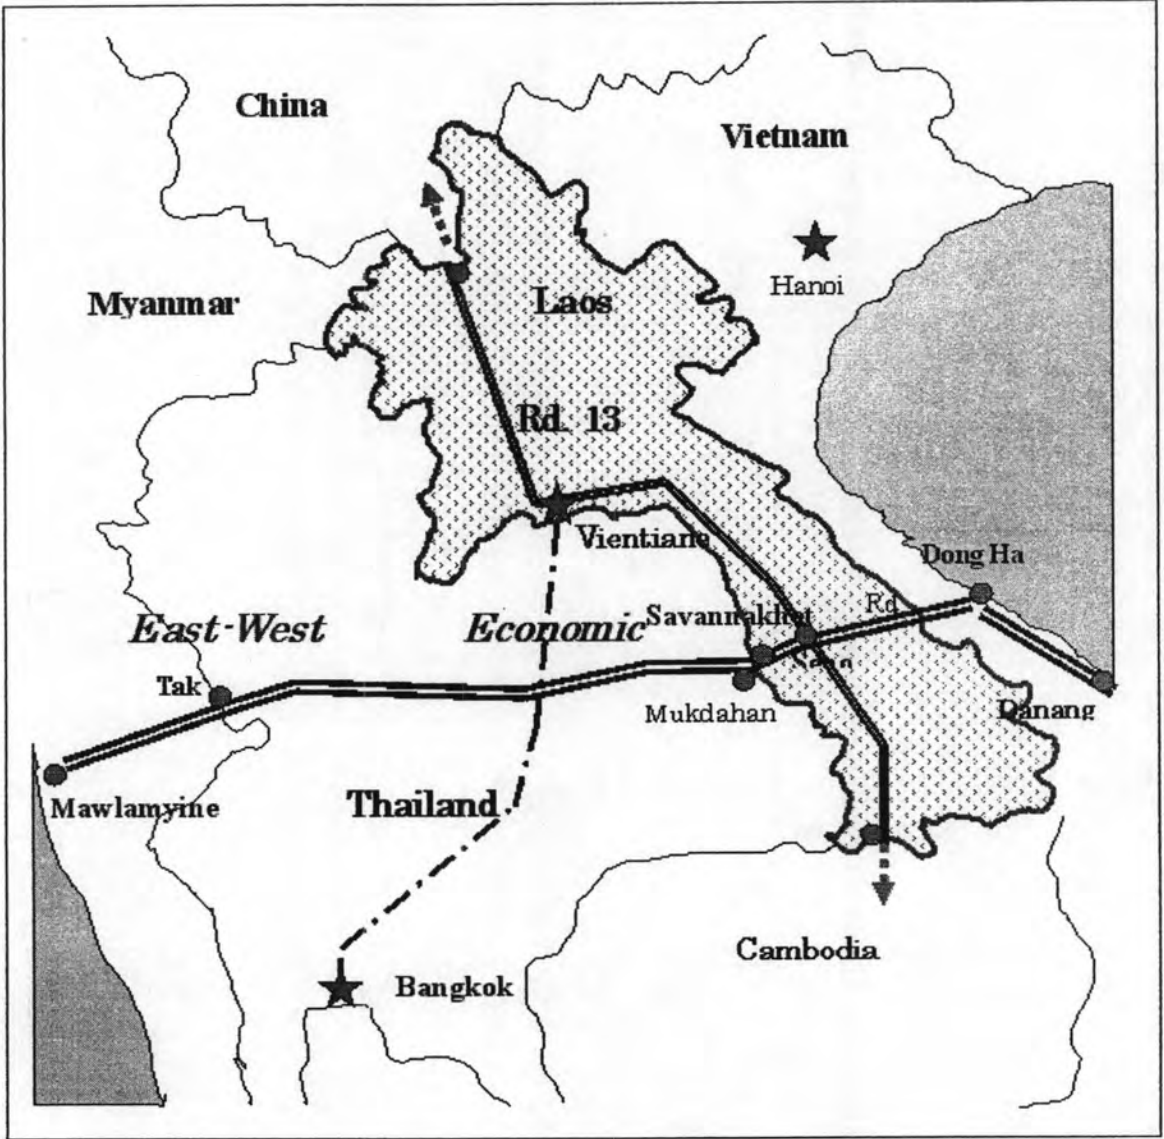 China
Vietnam
Hanoi
Myanmar
Laos
Rd. 13
Vientiane
Dong Ha
East-West Economic
Savannakhet
Rd
Tak
Mukdahan
Danang
Mawlamyine
Thailand
Cambodia
Bangkok